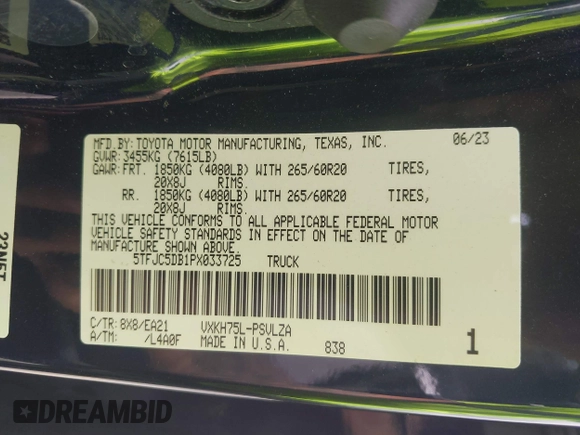 MFD.BY:TOYOTA MOTOR MANUFACTURING, TEXAS, INC. 06/23
GVWR:3455KG (7615LB)
GAWR:FRT. 1850KG (4080LB) WITH 265/60R20 TIRES,
20X8J RIMS.
RR. 1850KG (4080LB) WITH 265/60R20 TIRES,
20X8J RIMS.
THIS VEHICLE CONFORMS TO ALL APPLICABLE FEDERAL MOTOR
VEHICLE SAFETY STANDARDS IN EFFECT ON THE DATE OF
MANUFACTURE SHOWN ABOVE.
5TFJC5DB1PX033725 TRUCK
C/TR:8X8/EA21 VXKH75L-PSVLZA
A/TM: /L4A0F MADE IN U.S.A. 838 1
DREAMBID